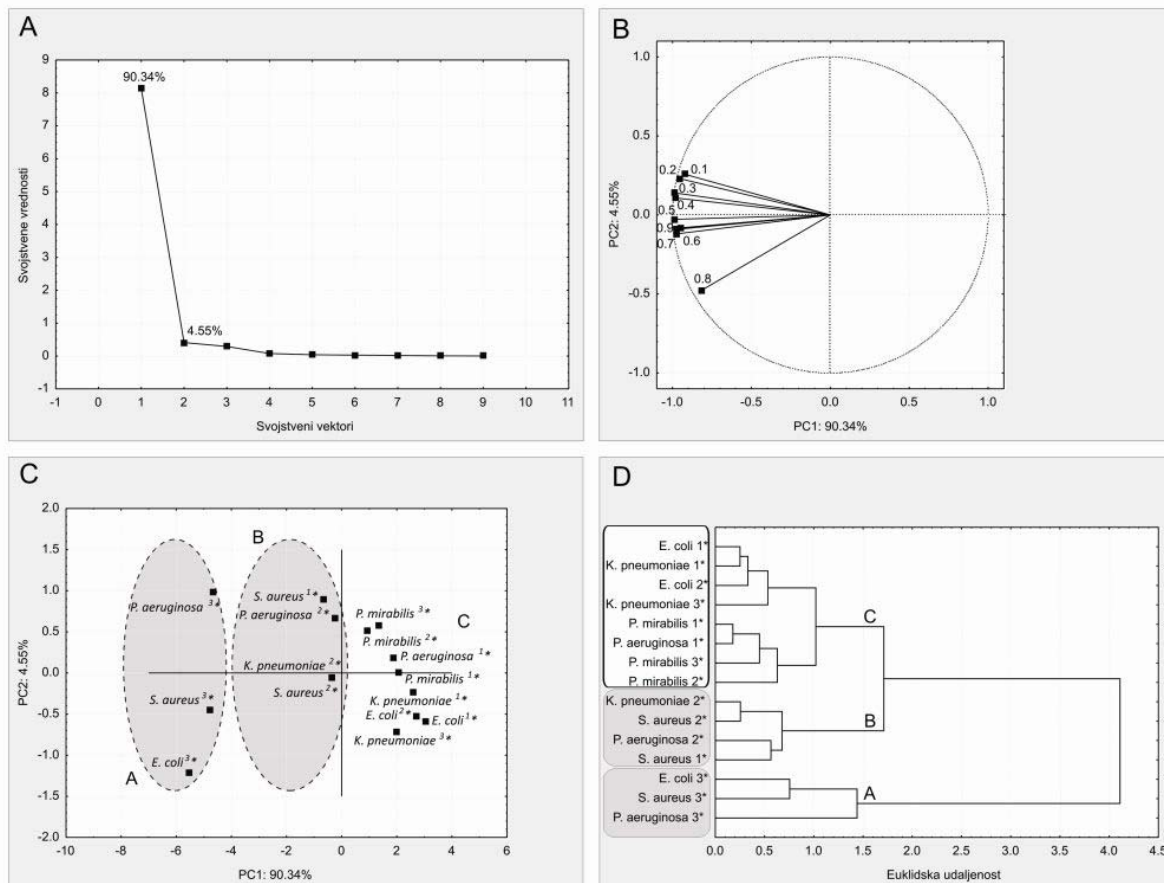 A
9
8
7
6
5
4
3
2
1
0
-1
-1 0 1 2 3 4 5 6 7 8 9 10 11
90.34%
4.55%
Svojstvene vrednosti
Svojstveni vektori
B
1.0
0.5
0.0
-0.5
-1.0
-1.0 -0.5 0.0 0.5 1.0
0.2 0.1
0.3
0.4
0.5
0.9
0.7 0.6
0.8
PC2: 4.55%
PC1: 90.34%
C
2.0
1.5
1.0
0.5
0.0
-0.5
-1.0
-1.5
-2.0
-10 -8 -6 -4 -2 0 2 4 6
B
P. aeruginosa 3*
S. aureus 1*
P. aeruginosa 2*
P. mirabilis 3*
C
P. mirabilis 2*
P. aeruginosa 1*
K. pneumoniae 2*
P. mirabilis 1*
S. aureus 2*
S. aureus 3*
K. pneumoniae 1*
E. coli 2*
E. coli 1*
K. pneumoniae 3*
E. coli 3*
A
PC2: 4.55%
PC1: 90.34%
D
E. coli 1*
K. pneumoniae 1*
E. coli 2*
K. pneumoniae 3*
P. mirabilis 1*
P. aeruginosa 1*
P. mirabilis 3*
P. mirabilis 2*
K. pneumoniae 2*
S. aureus 2*
P. aeruginosa 2*
S. aureus 1*
E. coli 3*
S. aureus 3*
P. aeruginosa 3*
C
B
A
0.0 0.5 1.0 1.5 2.0 2.5 3.0 3.5 4.0 4.5
Euklidska udaljenost